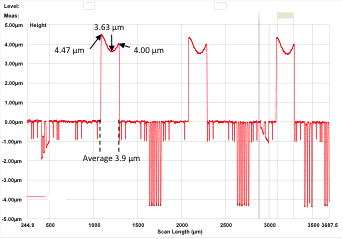 Level:
Meas:
5.00µm Height
3.63 µm
4.00µm
4.47 µm
4.00 µm
3.00µm
2.00µm
1.00µm
0.00µm
-1.00µm
Average 3.9 µm
-2.00µm
-3.00µm
-4.00µm
-5.00µm
244.9 500 1000 1500 2000 2500 3000 3500 3687.5
Scan Length (µm)